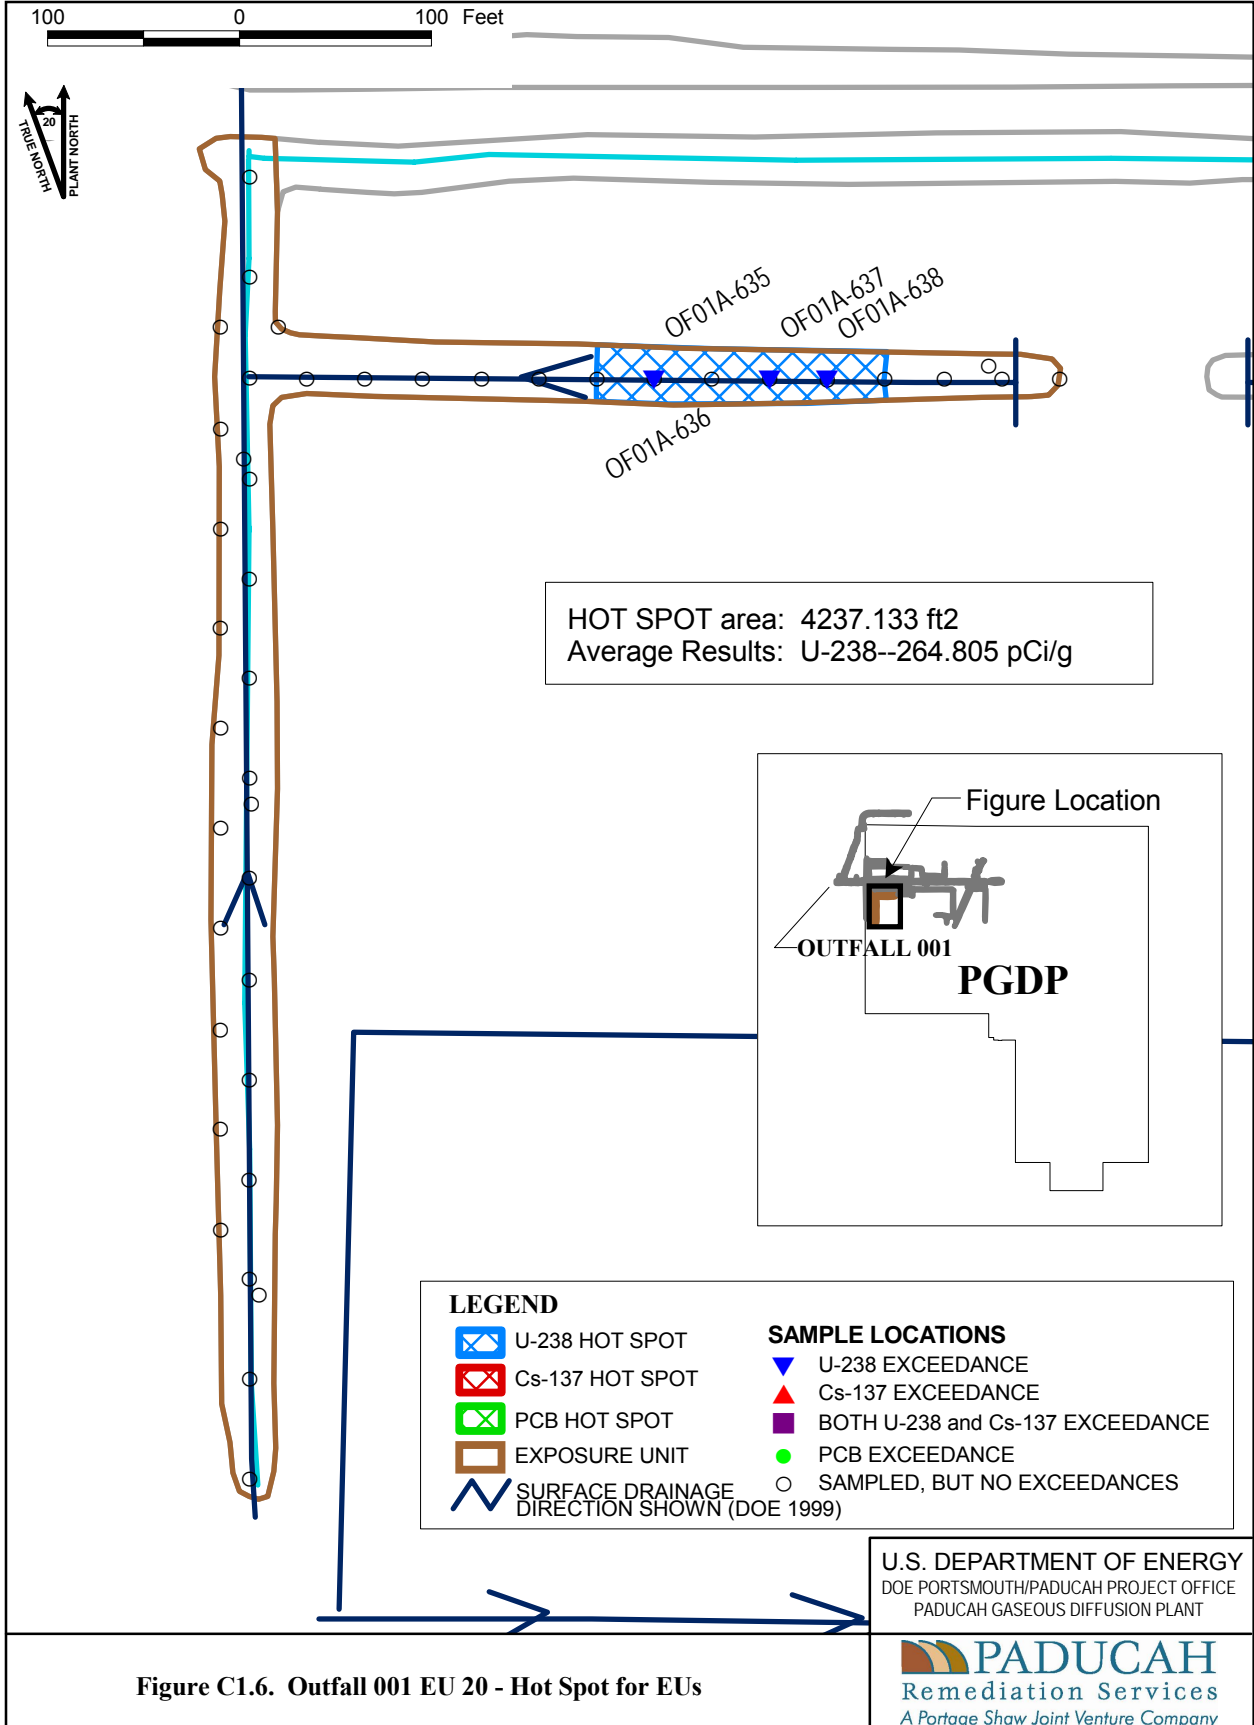 100 0 100 Feet
20
TRUE NORTH
PLANT NORTH
OF01A-635
OF01A-637
OF01A-638
OF01A-636
HOT SPOT area: 4237.133 ft2
Average Results: U-238--264.805 pCi/g
Figure Location
OUTFALL 001
PGDP
LEGEND
U-238 HOT SPOT
Cs-137 HOT SPOT
PCB HOT SPOT
EXPOSURE UNIT
SURFACE DRAINAGE
DIRECTION SHOWN (DOE 1999)
SAMPLE LOCATIONS
U-238 EXCEEDANCE
Cs-137 EXCEEDANCE
BOTH U-238 and Cs-137 EXCEEDANCE
PCB EXCEEDANCE
SAMPLED, BUT NO EXCEEDANCES
U.S. DEPARTMENT OF ENERGY
DOE PORTSMOUTH/PADUCAH PROJECT OFFICE
PADUCAH GASEOUS DIFFUSION PLANT
Figure C1.6. Outfall 001 EU 20 - Hot Spot for EUs
PADUCAH
Remediation Services
A Portage Shaw Joint Venture Company